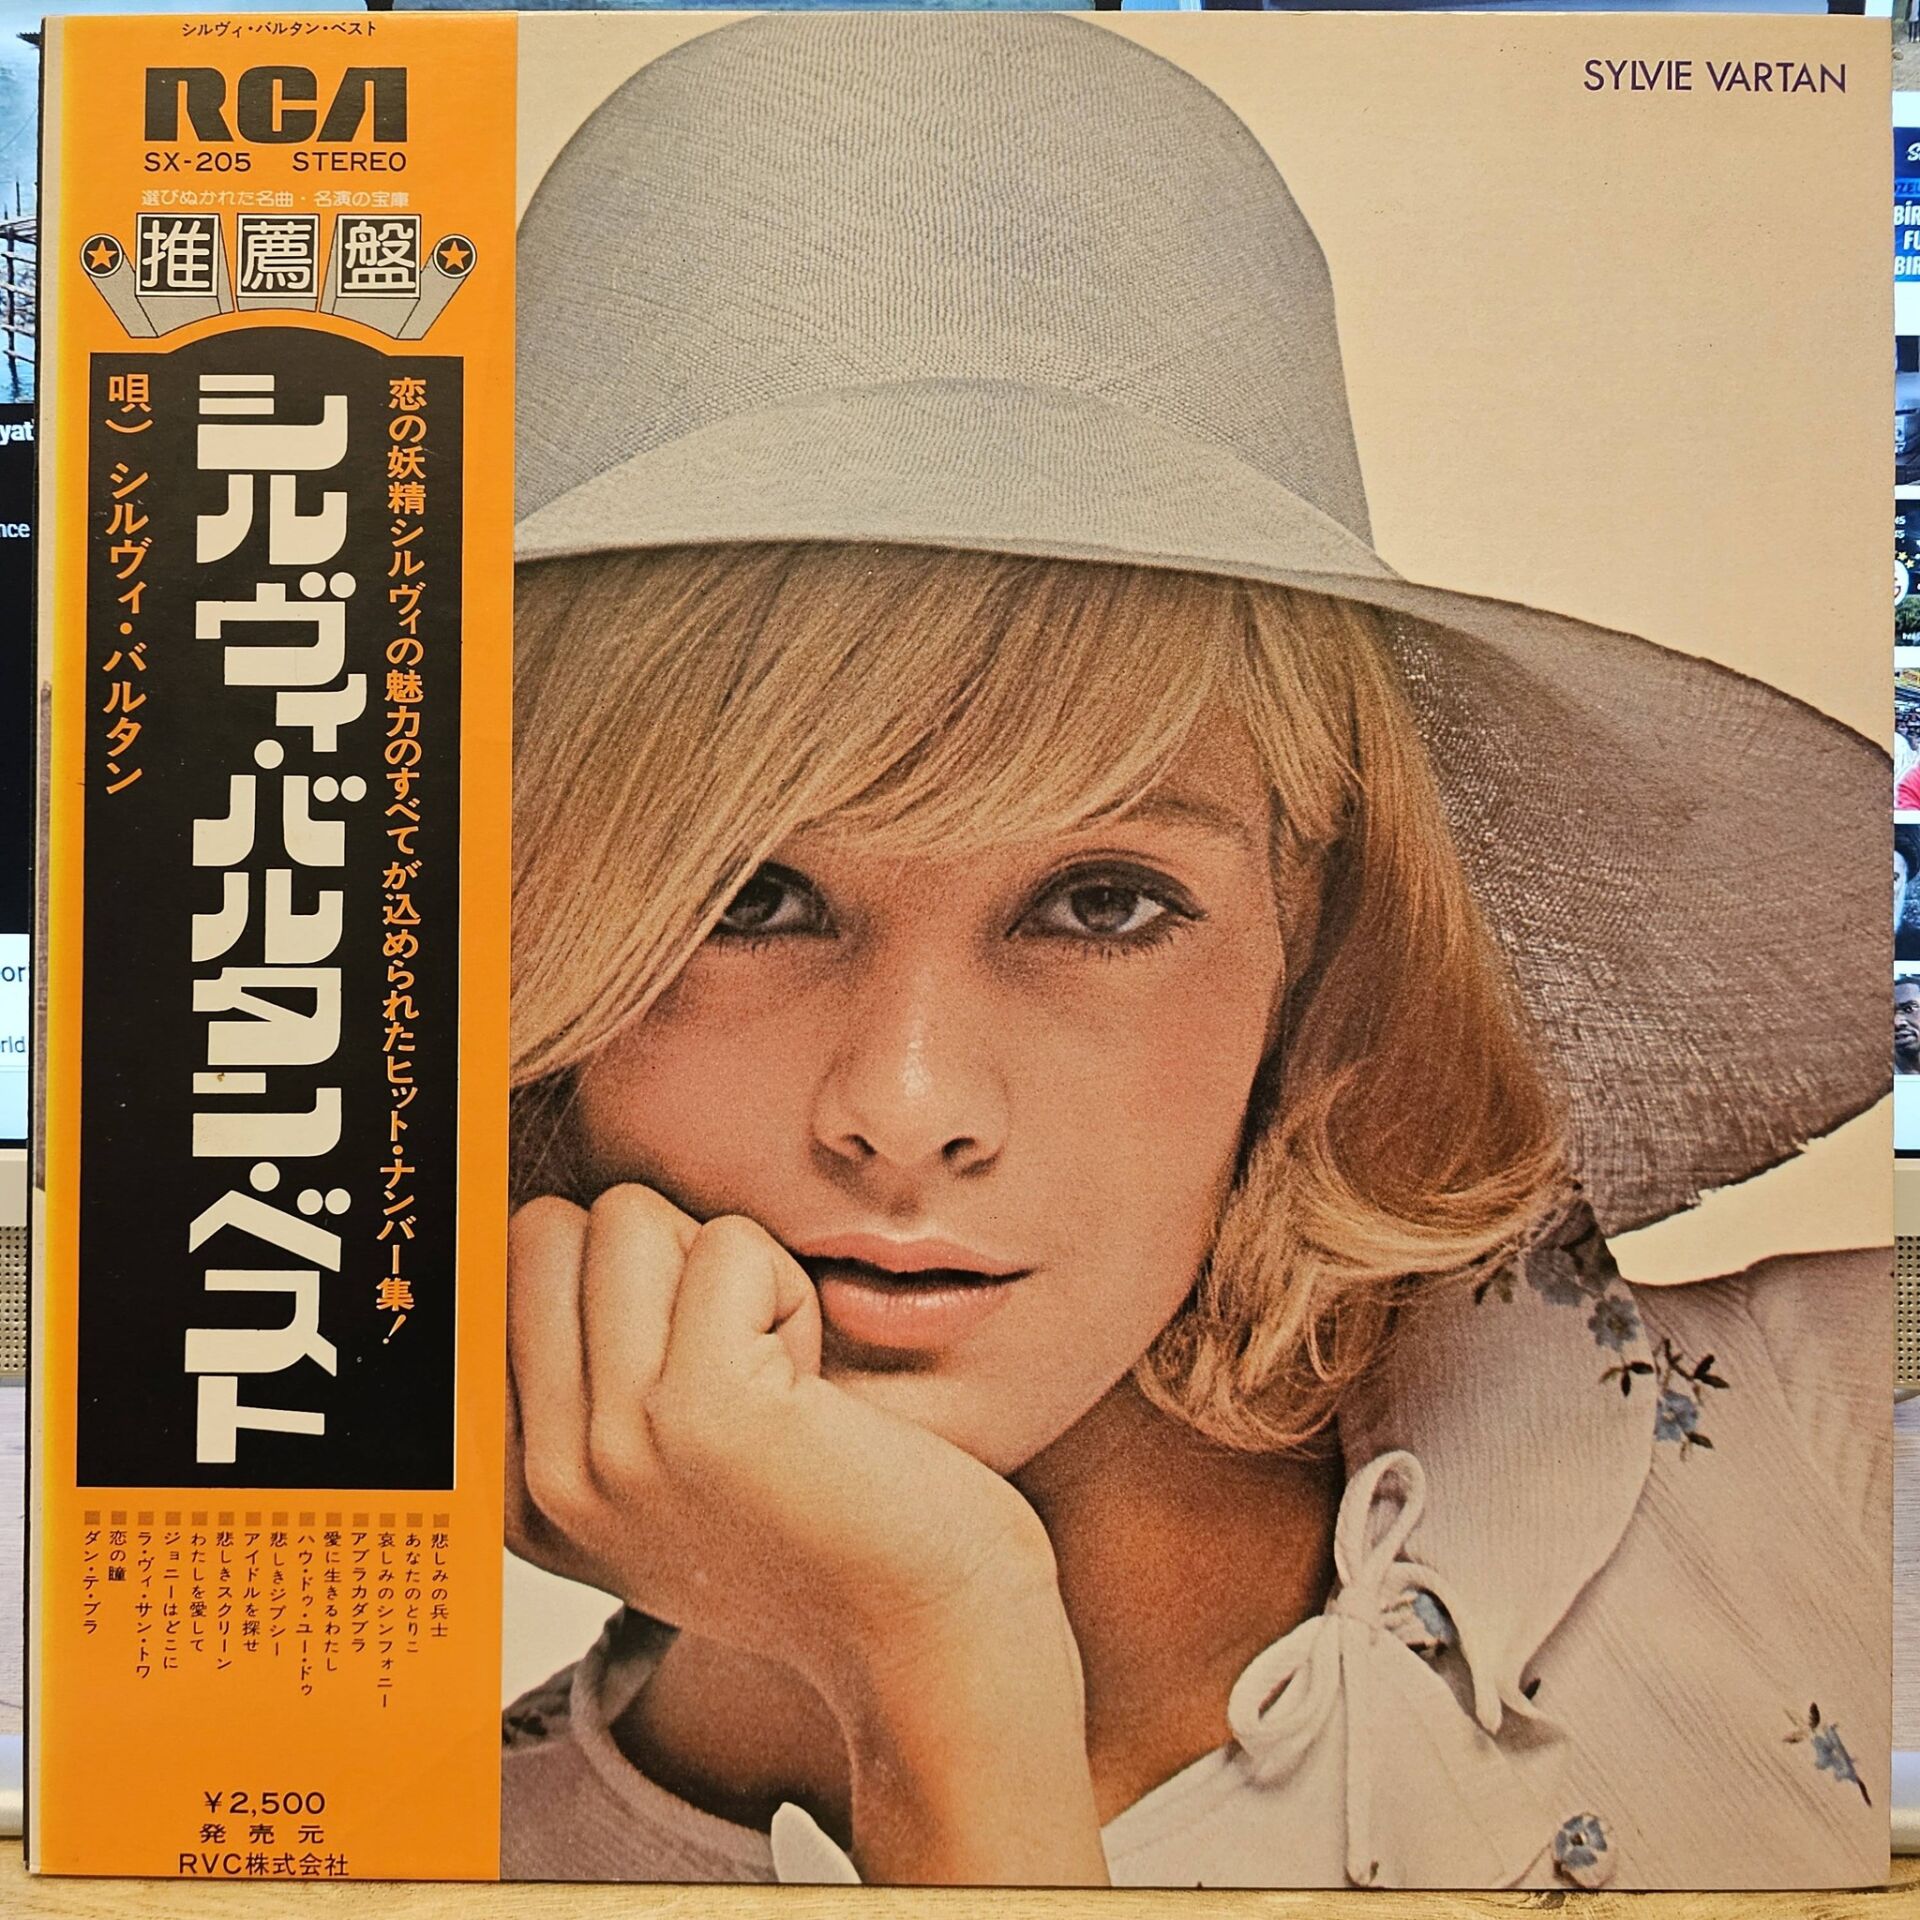 シルヴィ・バルタン・ベスト
RCA
SX-205 STEREO
選びぬかれた名曲・名演の宝庫
推薦盤
恋の妖精シルヴィの魅力のすべてが込められたヒット・ナンバー集!
シルヴィ・バルタン・ベスト
唄〉シルヴィ・バルタン
悲しみの兵士
あなたのとりこ
哀しみのシンフォニー
アブラカダブラ
愛に生きるわたし
ハウ・ドゥ・ユー・ドゥ
悲しきジプシー
アイドルを探せ
悲しきスクリーン
わたしを愛して
ジョニーはどこに
ラ・ヴィ・サン・トワ
恋の瞳
ダン・テ・ブラ
¥2,500
発売元
RVC株式会社
SYLVIE VARTAN